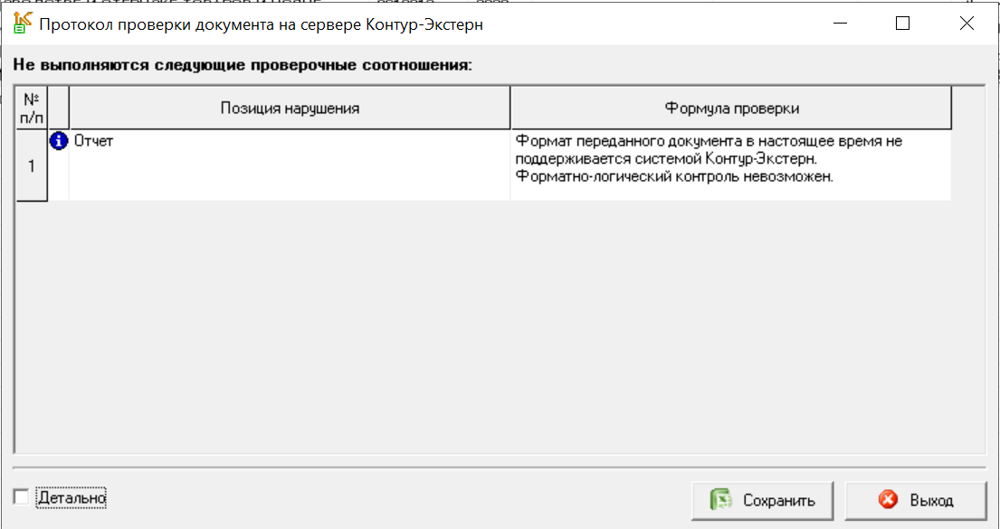 Протокол проверки документа на сервере Контур-Экстерн
Не выполняются следующие проверочные соотношения:
№ п/п
Позиция нарушения
Формула проверки
1
Отчет
Формат переданного документа в настоящее время не
поддерживается системой Контур-Экстерн.
Форматно-логический контроль невозможен.
Детально
Сохранить
Выход